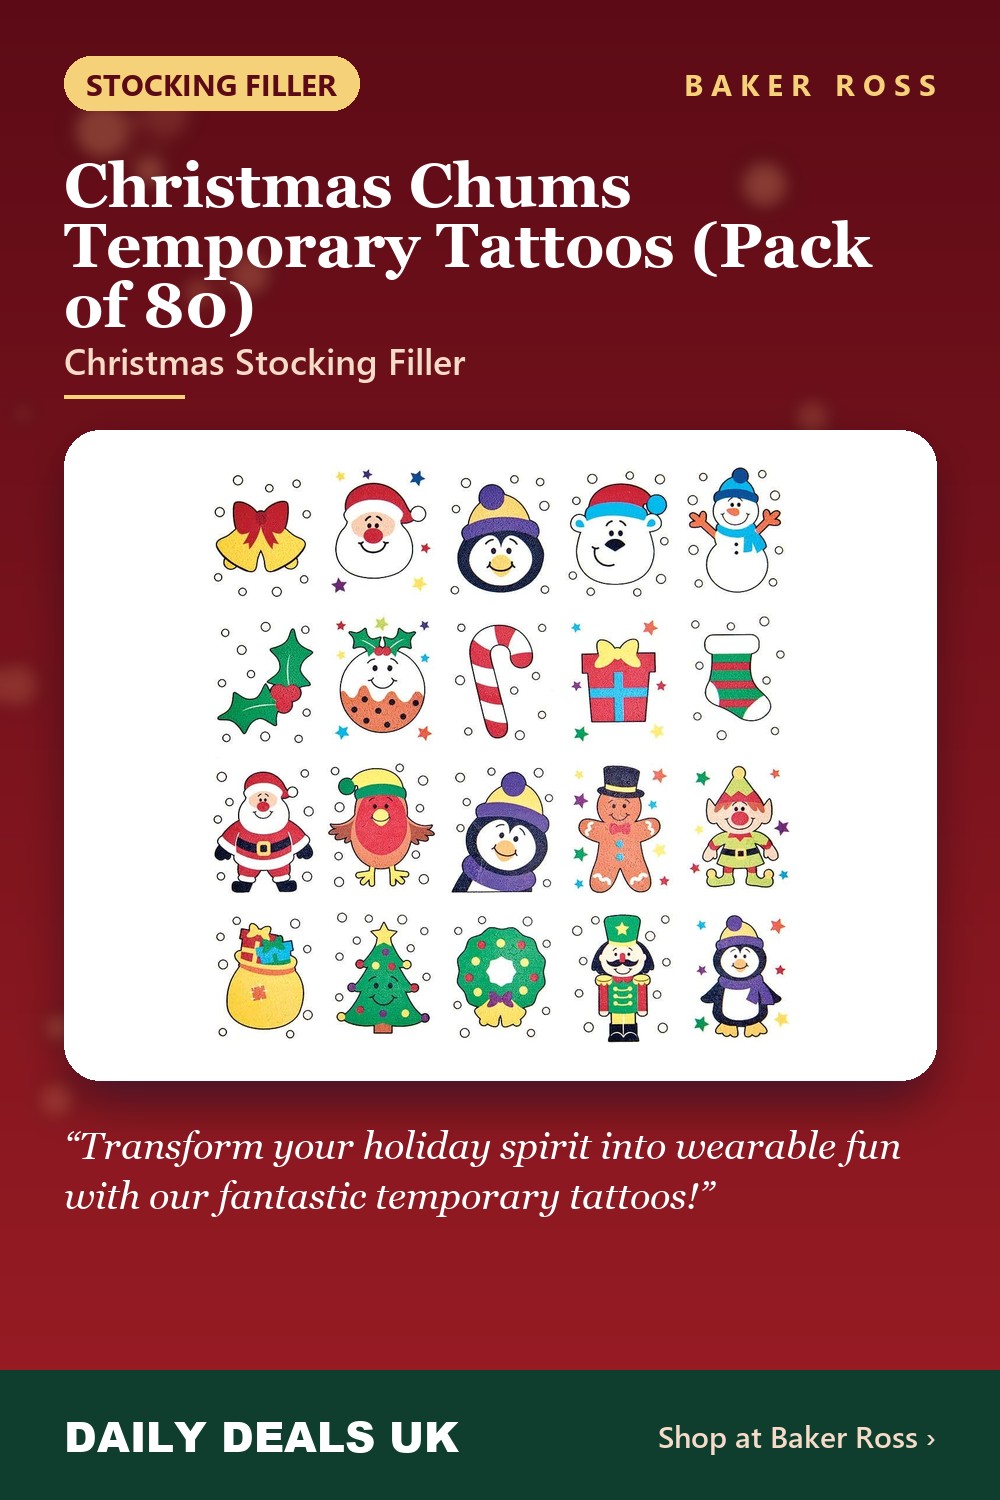 STOCKING FILLER
BAKER ROSS
Christmas Chums
Temporary Tattoos (Pack
of 80)
Christmas Stocking Filler
“Transform your holiday spirit into wearable fun
with our fantastic temporary tattoos!”
DAILY DEALS UK
Shop at Baker Ross ›